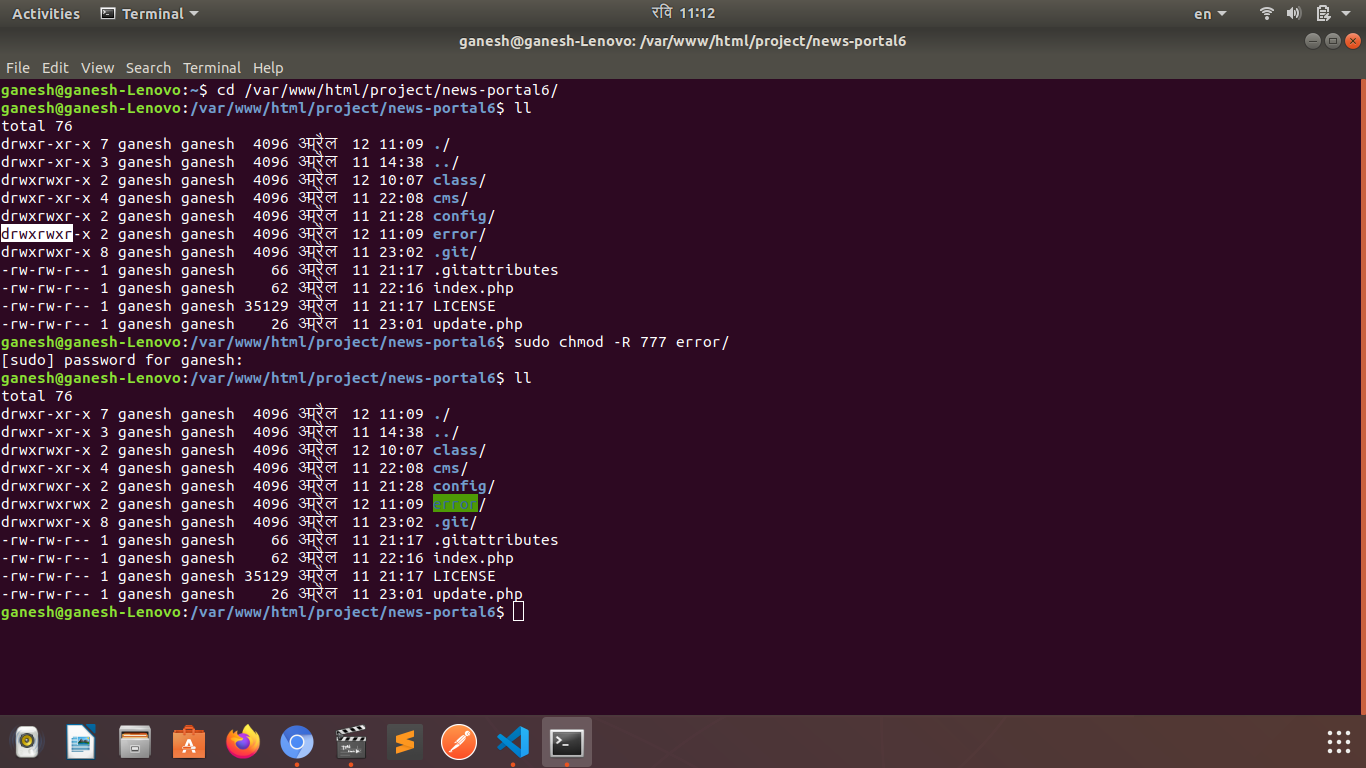 Activities Terminal रवि 11:12 en
ganesh@ganesh-Lenovo: /var/www/html/project/news-portal6
File Edit View Search Terminal Help
ganesh@ganesh-Lenovo:~$ cd /var/www/html/project/news-portal6/
ganesh@ganesh-Lenovo:/var/www/html/project/news-portal6$ ll
total 76
drwxr-xr-x 7 ganesh ganesh  4096 अप्रैल  12 11:09 ./
drwxr-xr-x 3 ganesh ganesh  4096 अप्रैल  11 14:38 ../
drwxrwxr-x 2 ganesh ganesh  4096 अप्रैल  12 10:07 class/
drwxr-xr-x 4 ganesh ganesh  4096 अप्रैल  11 22:08 cms/
drwxrwxr-x 2 ganesh ganesh  4096 अप्रैल  11 21:28 config/
drwxrwxr-x 2 ganesh ganesh  4096 अप्रैल  12 11:09 error/
drwxrwxr-x 8 ganesh ganesh  4096 अप्रैल  11 23:02 .git/
-rw-rw-r-- 1 ganesh ganesh    66 अप्रैल  11 21:17 .gitattributes
-rw-rw-r-- 1 ganesh ganesh    62 अप्रैल  11 22:16 index.php
-rw-rw-r-- 1 ganesh ganesh 35129 अप्रैल  11 21:17 LICENSE
-rw-rw-r-- 1 ganesh ganesh    26 अप्रैल  11 23:01 update.php
ganesh@ganesh-Lenovo:/var/www/html/project/news-portal6$ sudo chmod -R 777 error/
[sudo] password for ganesh:
ganesh@ganesh-Lenovo:/var/www/html/project/news-portal6$ ll
total 76
drwxr-xr-x 7 ganesh ganesh  4096 अप्रैल  12 11:09 ./
drwxr-xr-x 3 ganesh ganesh  4096 अप्रैल  11 14:38 ../
drwxrwxr-x 2 ganesh ganesh  4096 अप्रैल  12 10:07 class/
drwxr-xr-x 4 ganesh ganesh  4096 अप्रैल  11 22:08 cms/
drwxrwxr-x 2 ganesh ganesh  4096 अप्रैल  11 21:28 config/
drwxrwxrwx 2 ganesh ganesh  4096 अप्रैल  12 11:09 error/
drwxrwxr-x 8 ganesh ganesh  4096 अप्रैल  11 23:02 .git/
-rw-rw-r-- 1 ganesh ganesh    66 अप्रैल  11 21:17 .gitattributes
-rw-rw-r-- 1 ganesh ganesh    62 अप्रैल  11 22:16 index.php
-rw-rw-r-- 1 ganesh ganesh 35129 अप्रैल  11 21:17 LICENSE
-rw-rw-r-- 1 ganesh ganesh    26 अप्रैल  11 23:01 update.php
ganesh@ganesh-Lenovo:/var/www/html/project/news-portal6$